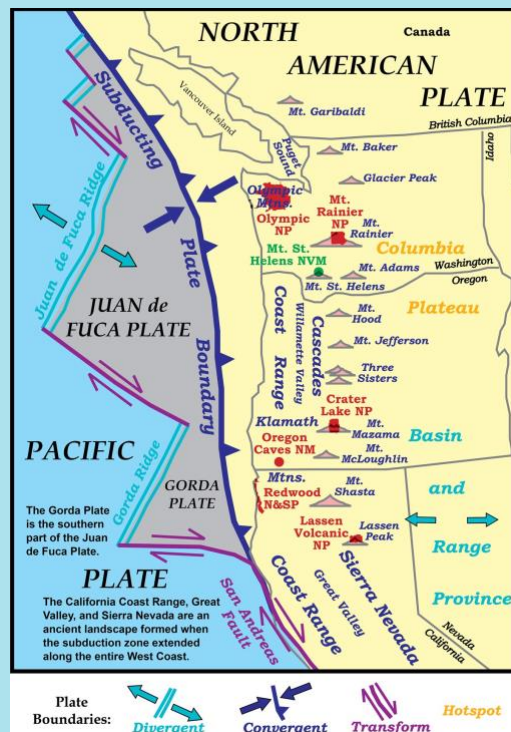 NORTH
AMERICAN
PLATE
Canada
Vancouver Island
Mt. Garibaldi
British Columbia
Idaho
Subducting
Plate
Boundary
Puget
Sound
Mt. Baker
Glacier Peak
Olympic
Mtns.
Olympic
NP
Mt.
Rainier
NP
Mt.
Rainier
Columbia
Plateau
Mt. St.
Helens NVM
Mt. Adams
Washington
Oregon
Mt. St. Helens
Juan de Fuca Ridge
JUAN de
FUCA PLATE
Coast
Range
Willamette Valley
Cascades
Mt.
Hood
Mt. Jefferson
Three
Sisters
Crater
Lake NP
Klamath
Mtns.
Mt.
Mazama
Oregon
Caves NM
Mt.
McLoughlin
Basin
and
Range
Province
PACIFIC
PLATE
Gorda Ridge
GORDA
PLATE
The Gorda Plate
is the southern
part of the Juan
de Fuca Plate.
Redwood
N&SP
Mt.
Shasta
Lassen
Volcanic
NP
Lassen
Peak
The California Coast Range, Great
Valley, and Sierra Nevada are an
ancient landscape formed when
the subduction zone extended
along the entire West Coast.
San Andreas
Fault
Coast Range
Great Valley
Sierra Nevada
Nevada
California
Plate
Boundaries:
Divergent
Convergent
Transform
Hotspot